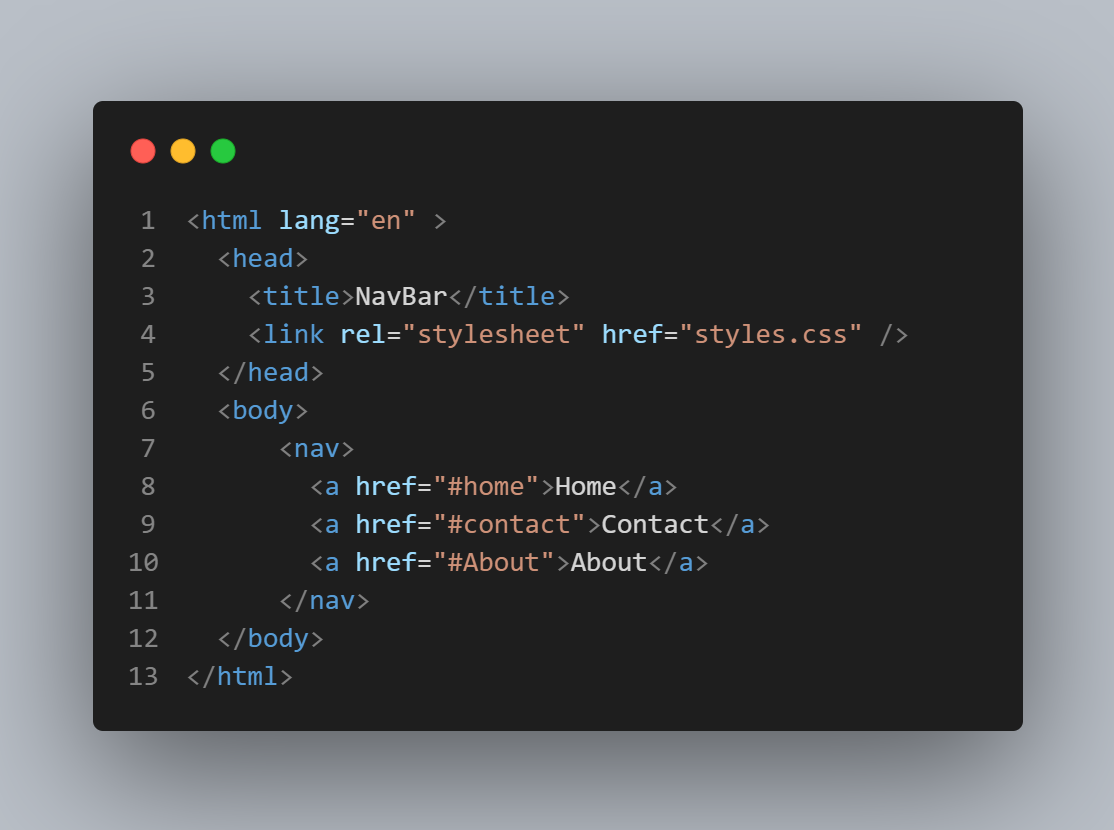 1 <html lang="en" >
2   <head>
3     <title>NavBar</title>
4     <link rel="stylesheet" href="styles.css" />
5   </head>
6   <body>
7       <nav>
8         <a href="#home">Home</a>
9         <a href="#contact">Contact</a>
10         <a href="#About">About</a>
11       </nav>
12   </body>
13 </html>